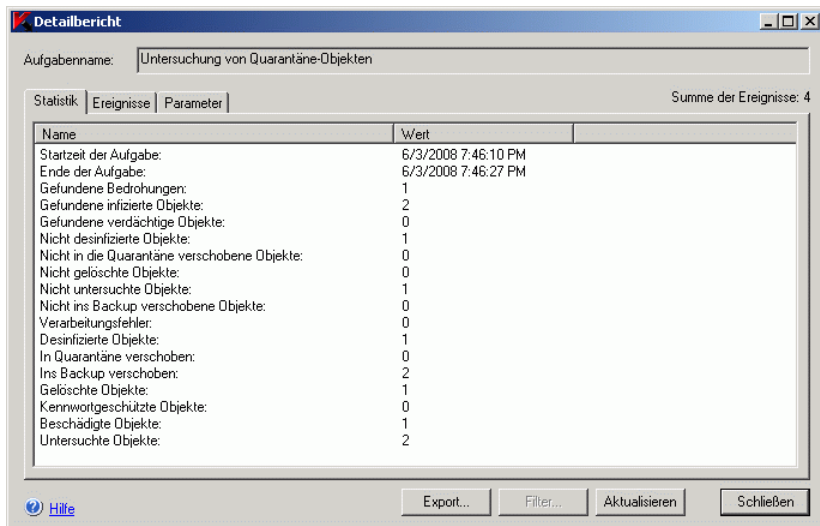 Detailbericht
Aufgabenname: Untersuchung von Quarantäne-Objekten
Statistik Ereignisse Parameter Summe der Ereignisse: 4
Name Wert
Startzeit der Aufgabe: 6/3/2008 7:46:10 PM
Ende der Aufgabe: 6/3/2008 7:46:27 PM
Gefundene Bedrohungen: 1
Gefundene infizierte Objekte: 2
Gefundene verdächtige Objekte: 0
Nicht desinfizierte Objekte: 1
Nicht in die Quarantäne verschobene Objekte: 0
Nicht gelöschte Objekte: 0
Nicht untersuchte Objekte: 1
Nicht ins Backup verschobene Objekte: 0
Verarbeitungsfehler: 0
Desinfizierte Objekte: 1
In Quarantäne verschoben: 0
Ins Backup verschoben: 2
Gelöschte Objekte: 1
Kennwortgeschützte Objekte: 0
Beschädigte Objekte: 1
Untersuchte Objekte: 2
Hilfe Export... Filter... Aktualisieren Schließen